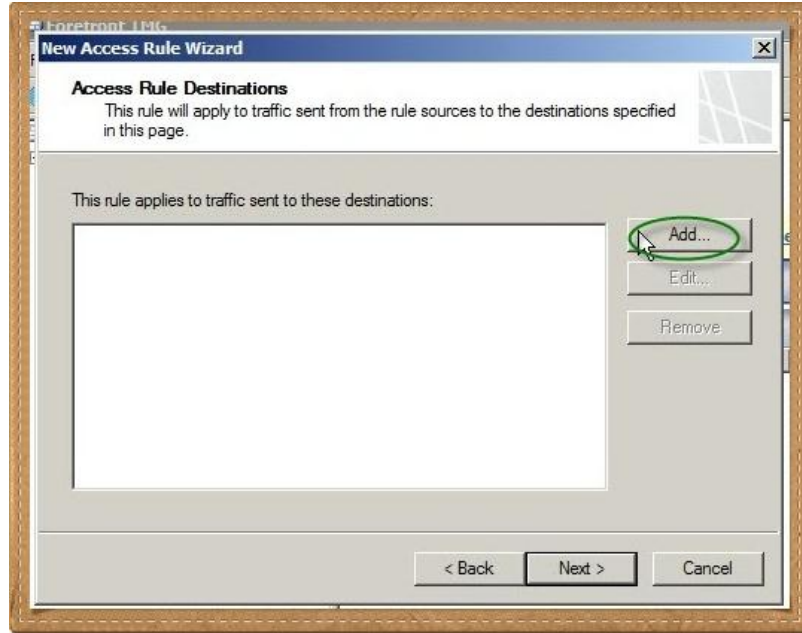 Forefront TMG
New Access Rule Wizard
Access Rule Destinations
This rule will apply to traffic sent from the rule sources to the destinations specified
in this page.
This rule applies to traffic sent to these destinations:
Add...
Edit...
Remove
< Back
Next >
Cancel